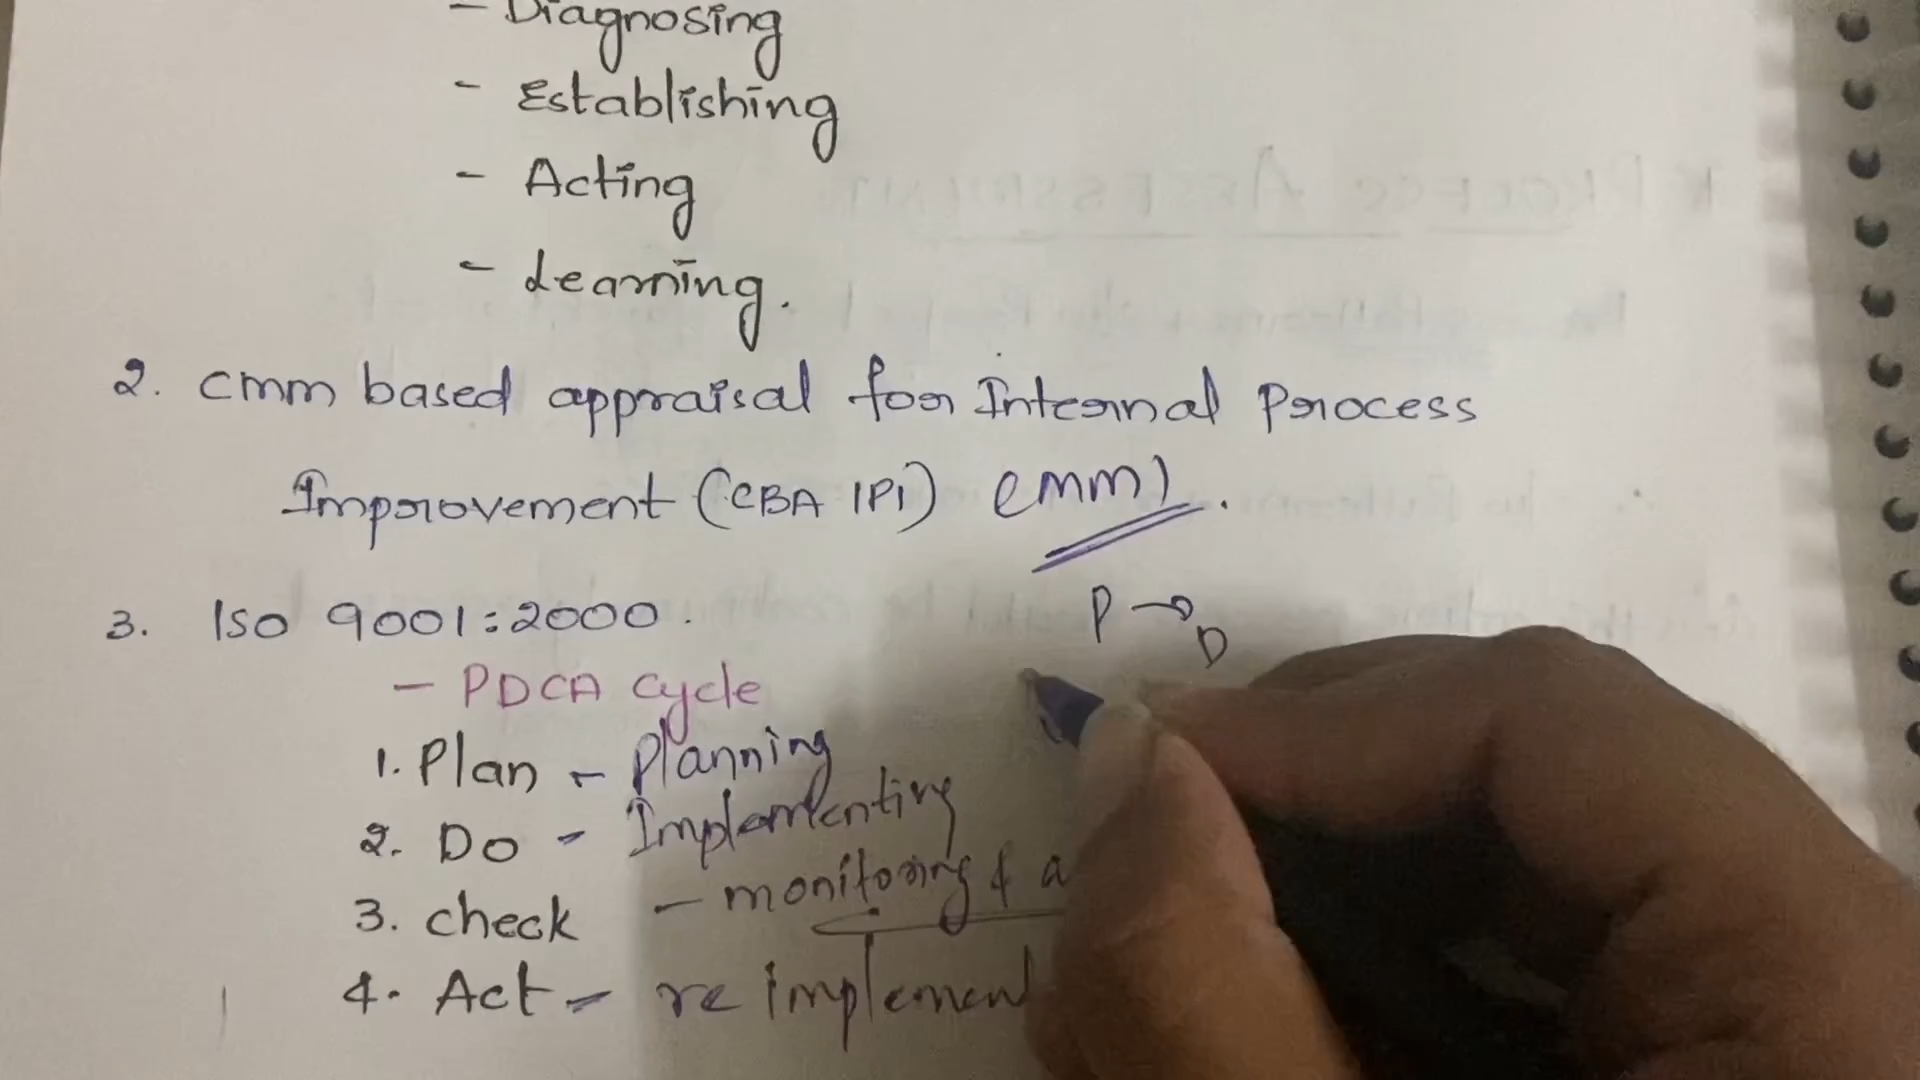 - Diagnosing
- Establishing
- Acting
- Learning.
2. CMM based appraisal for Internal Process
Improvement (CBA IPI) CMM) .
3. ISO 9001:2000.
P → D
- PDCA cycle
1. Plan - Planning
2. Do - Implementing
3. check - monitoring & a
4. Act - re implement